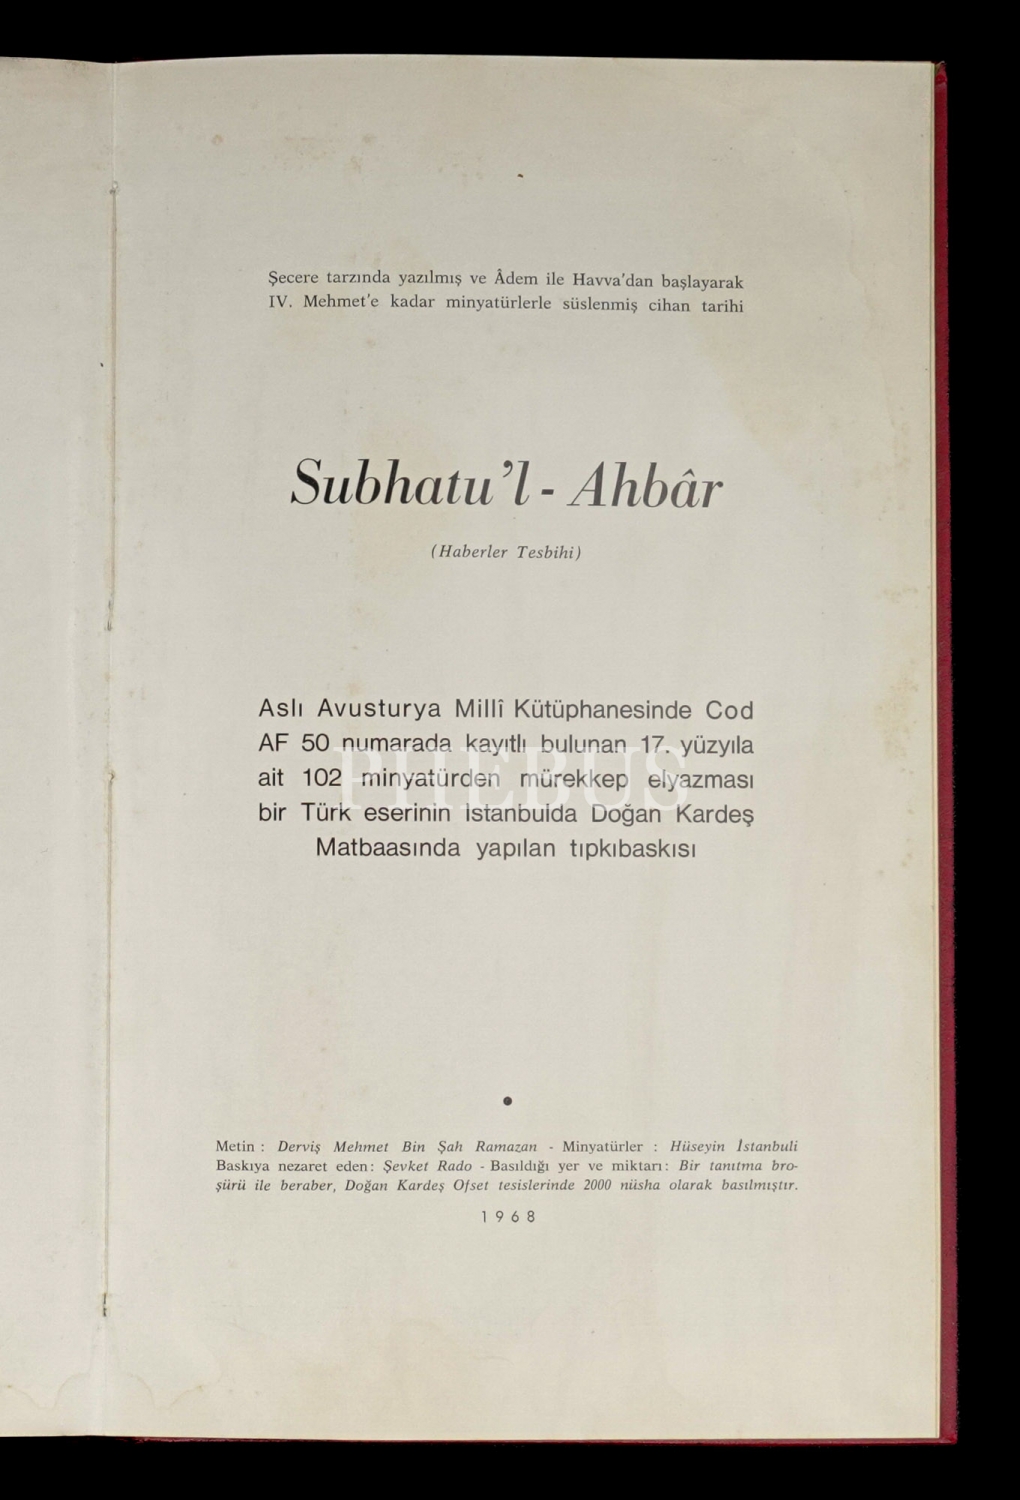 Şecere tarzında yazılmış ve Âdem ile Havva'dan başlayarak
IV. Mehmet'e kadar minyatürlerle süslenmiş cihan tarihi
Subhatu'l - Ahbâr
(Haberler Tesbihi)
Aslı Avusturya Millî Kütüphanesinde Cod
AF 50 numarada kayıtlı bulunan 17. yüzyıla
ait 102 minyatürden mürekkep elyazması
bir Türk eserinin İstanbulda Doğan Kardeş
Matbaasında yapılan tıpkıbaskısı
PHEBUS
Metin : Derviş Mehmet Bin Şah Ramazan - Minyatürler : Hüseyin İstanbuli
Baskıya nezaret eden : Şevket Rado - Basıldığı yer ve miktarı : Bir tanıtma bro-
şürü ile beraber, Doğan Kardeş Ofset tesislerinde 2000 nüsha olarak basılmıştır.
1968